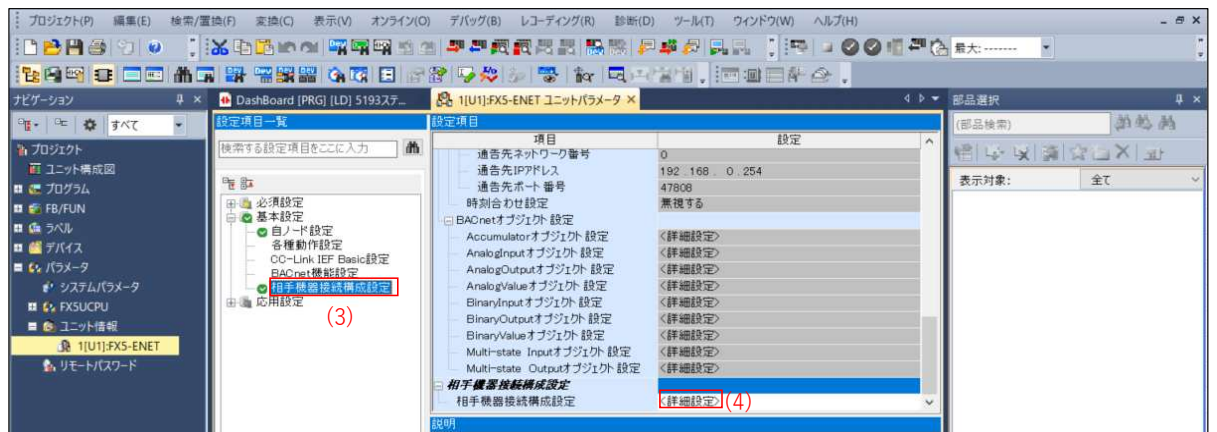 プロジェクト(P) 編集(E) 検索/置換(F) 変換(C) 表示(V) オンライン(O) デバッグ(B) レコーディング(R) 診断(D) ツール(T) ウィンドウ(W) ヘルプ(H)
最大: -------
ナビゲーション
すべて
プロジェクト
ユニット構成図
プログラム
FB/FUN
ラベル
デバイス
パラメータ
システムパラメータ
FX5UCPU
ユニット情報
1[U1]:FX5-ENET
リモートパスワード
DashBoard [PRG] [LD] 5193ステ...
1[U1]:FX5-ENET ユニットパラメータ
設定項目一覧
検索する設定項目をここに入力
必須設定
基本設定
自ノード設定
各種動作設定
CC-Link IEF Basic設定
BACnet機能設定
相手機器接続構成設定
応用設定
(3)
設定項目
項目 設定
通告先ネットワーク番号 0
通告先IPアドレス 192 . 168 . 0 . 254
通告先ポート番号 47808
時刻合わせ設定 無視する
BACnetオブジェクト設定
Accumulatorオブジェクト設定 <詳細設定>
AnalogInputオブジェクト設定 <詳細設定>
AnalogOutputオブジェクト設定 <詳細設定>
AnalogValueオブジェクト設定 <詳細設定>
BinaryInputオブジェクト設定 <詳細設定>
BinaryOutputオブジェクト設定 <詳細設定>
BinaryValueオブジェクト設定 <詳細設定>
Multi-state Inputオブジェクト設定 <詳細設定>
Multi-state Outputオブジェクト設定 <詳細設定>
相手機器接続構成設定
相手機器接続構成設定 <詳細設定> (4)
説明
部品選択
(部品検索)
表示対象: 全て